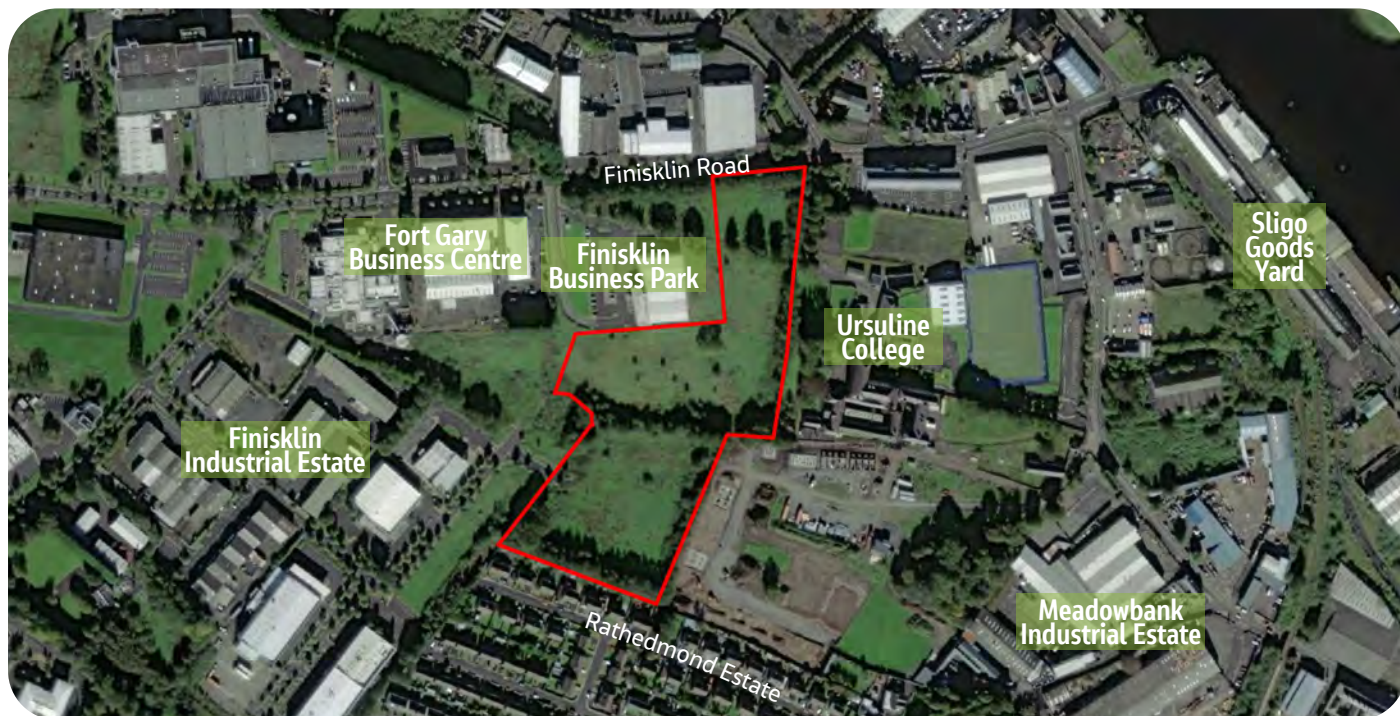 Finisklin Road
Fort Gary
Business Centre
Finisklin
Business Park
Sligo
Goods
Yard
Ursuline
College
Finisklin
Industrial Estate
Meadowbank
Industrial Estate
Rathedmond Estate